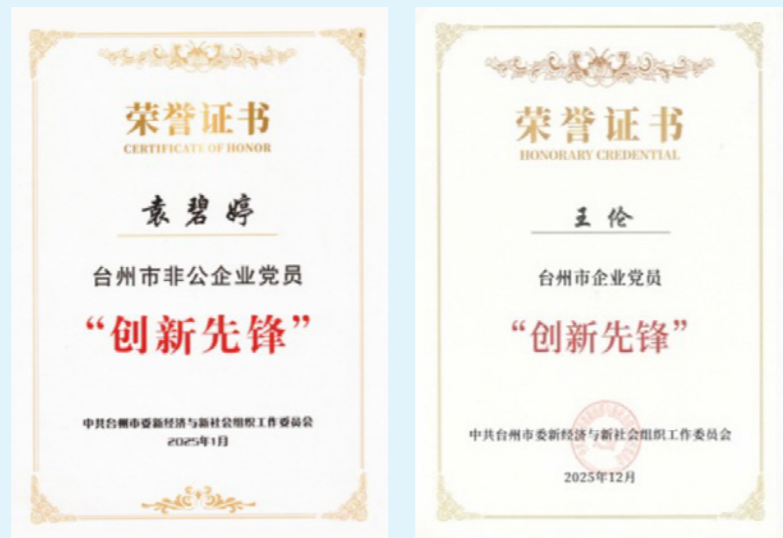 荣誉证书
CERTIFICATE OF HONOR
袁碧婷
台州市非公企业党员
“创新先锋”
中共台州市委新经济与新社会组织工作委员会
2025年1月
荣誉证书
HONORARY CREDENTIAL
王伦
台州市企业党员
“创新先锋”
中共台州市委新经济与新社会组织工作委员会
2025年12月